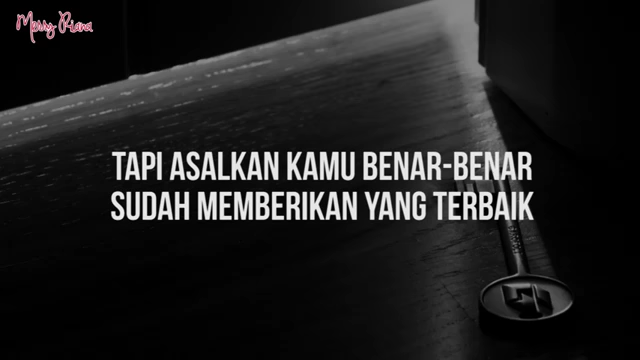 Merry Riana
TAPI ASALKAN KAMU BENAR-BENAR
SUDAH MEMBERIKAN YANG TERBAIK